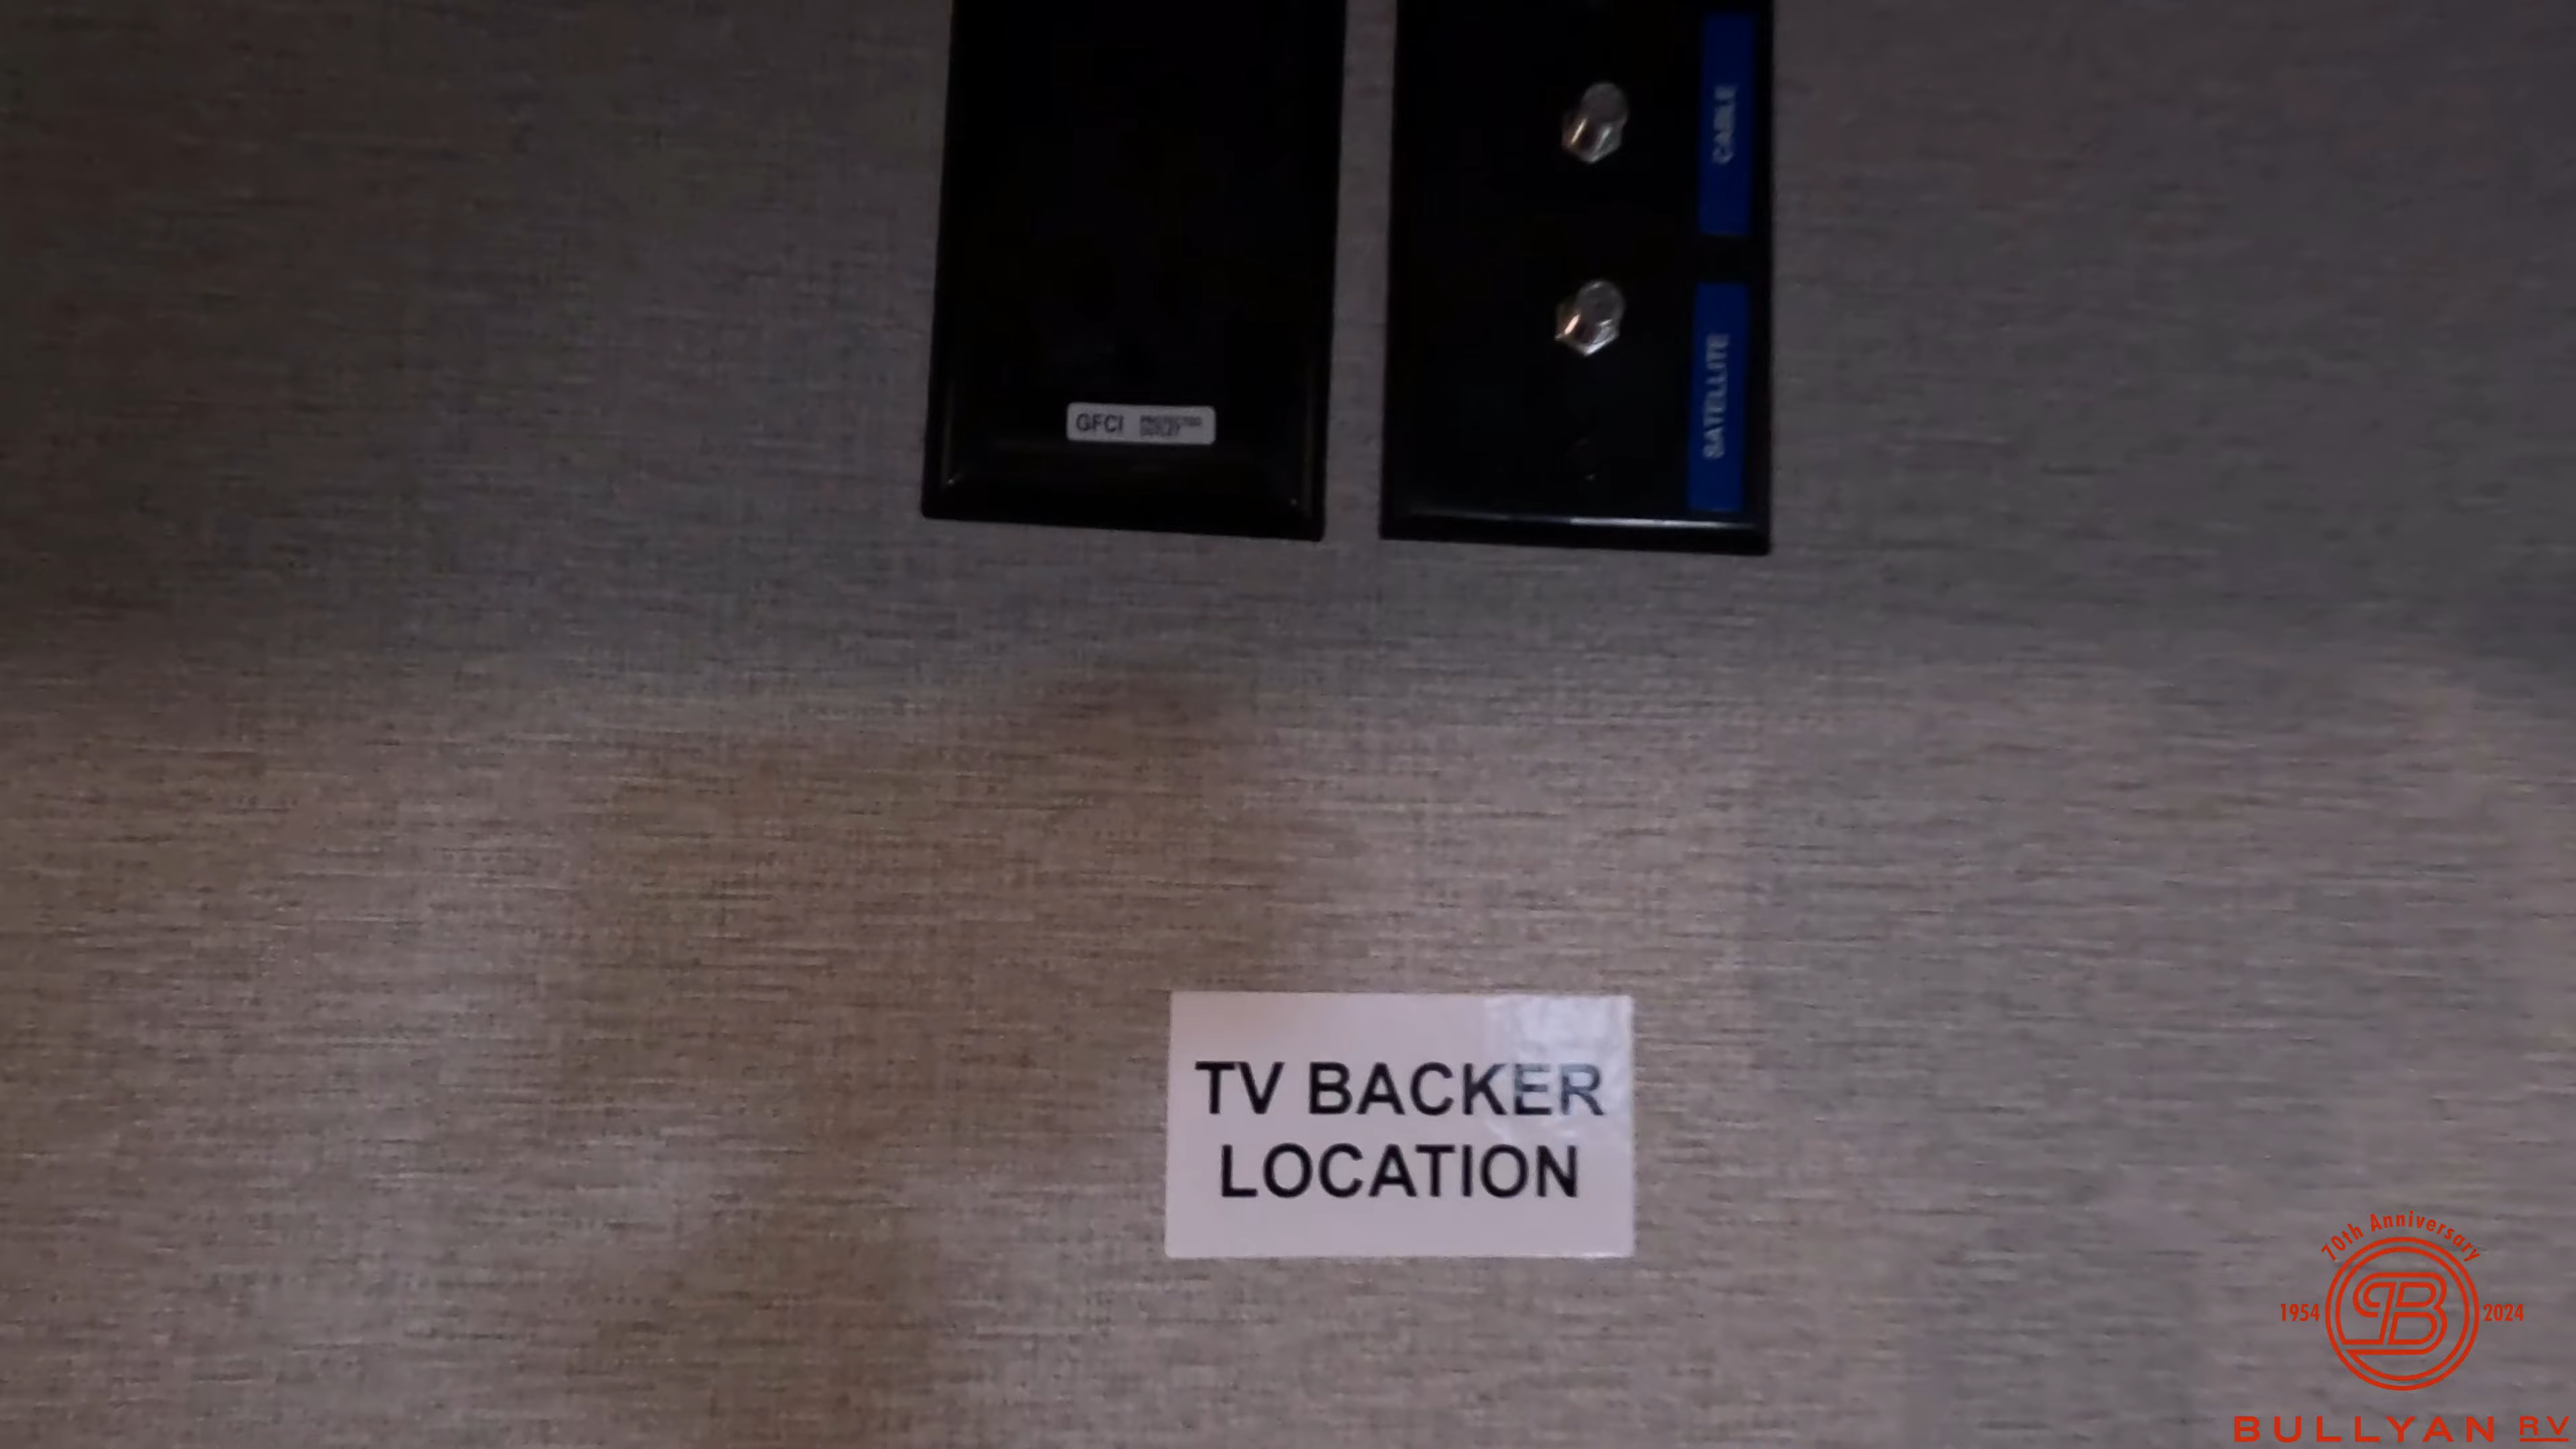 CABLE
SATELLITE
GFCI
TV BACKER
LOCATION
70th Anniversary
1954
2024
BULLYAN RV